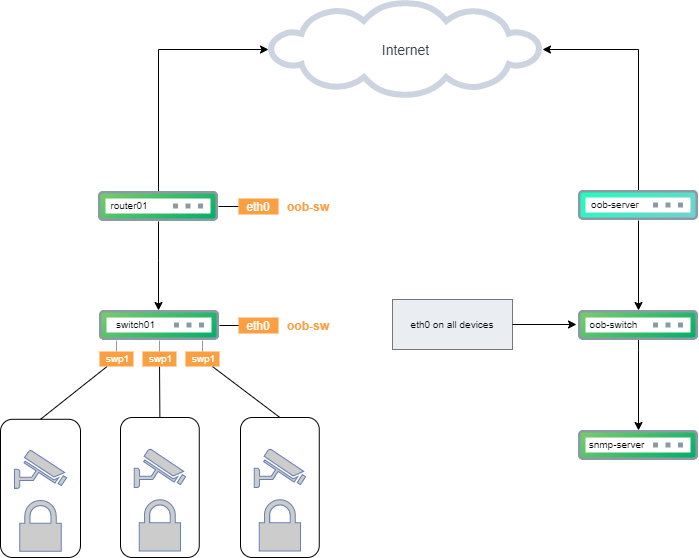 Internet
router01
eth0
oob-sw
oob-server
switch01
eth0
oob-sw
eth0 on all devices
oob-switch
swp1
swp1
swp1
snmp-server